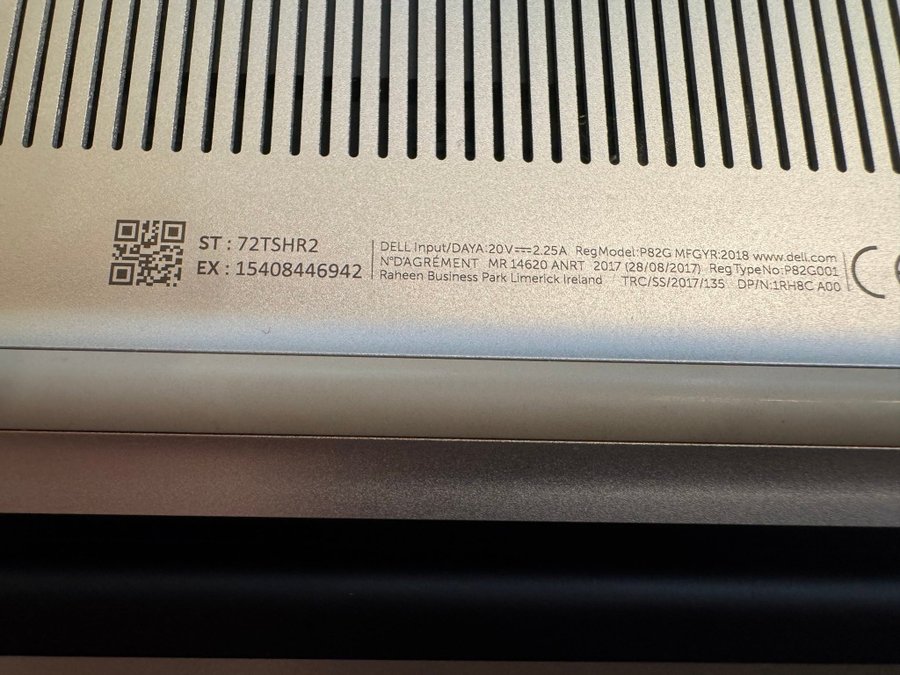 ST : 72TSHR2
EX : 15408446942
DELL Input/DAYA:20V⎓2.25A RegModel:P82G MFGYR:2018 www.dell.com
N°D'AGRÉMENT MR 14620 ANRT 2017 (28/08/2017) RegTypeNo:P82G001
Raheen Business Park Limerick Ireland TRC/SS/2017/135 DP/N:1RH8C A00